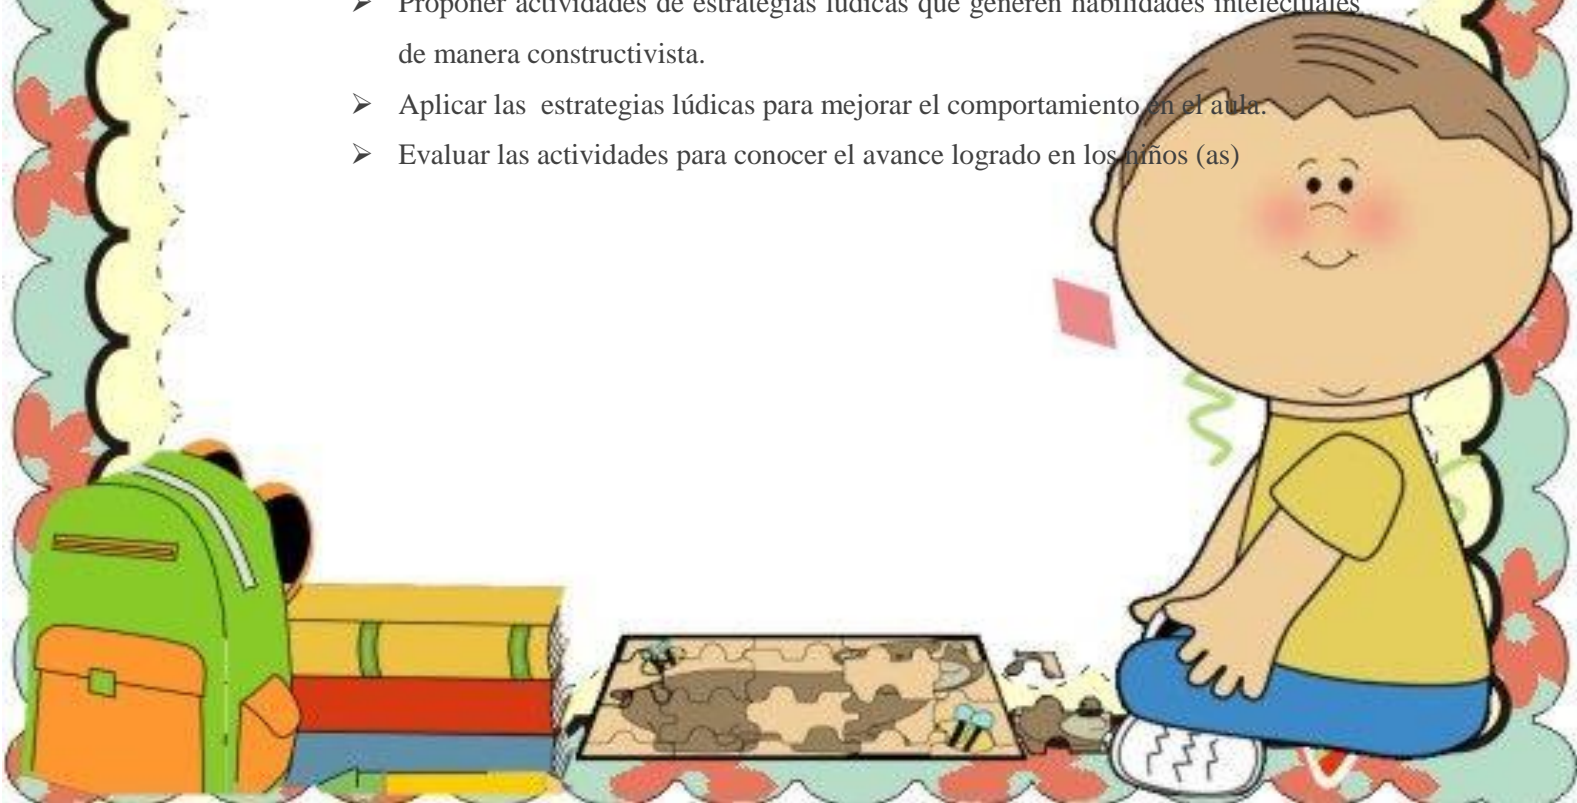 ➢ Proponer actividades de estrategias lúdicas que generen habilidades intelectuales
de manera constructivista.
➢ Aplicar las estrategias lúdicas para mejorar el comportamiento en el aula.
➢ Evaluar las actividades para conocer el avance logrado en los niños (as)